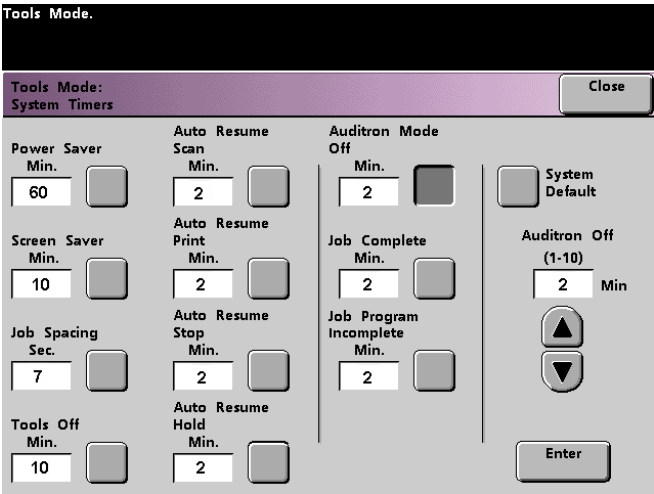 Tools Mode.
Tools Mode:
System Timers
Close
Power Saver
Min.
60
Screen Saver
Min.
10
Job Spacing
Sec.
7
Tools Off
Min.
10
Auto Resume
Scan
Min.
2
Auto Resume
Print
Min.
2
Auto Resume
Stop
Min.
2
Auto Resume
Hold
Min.
2
Auditron Mode
Off
Min.
2
Job Complete
Min.
2
Job Program
Incomplete
Min.
2
System
Default
Auditron Off
(1-10)
2 Min
Enter